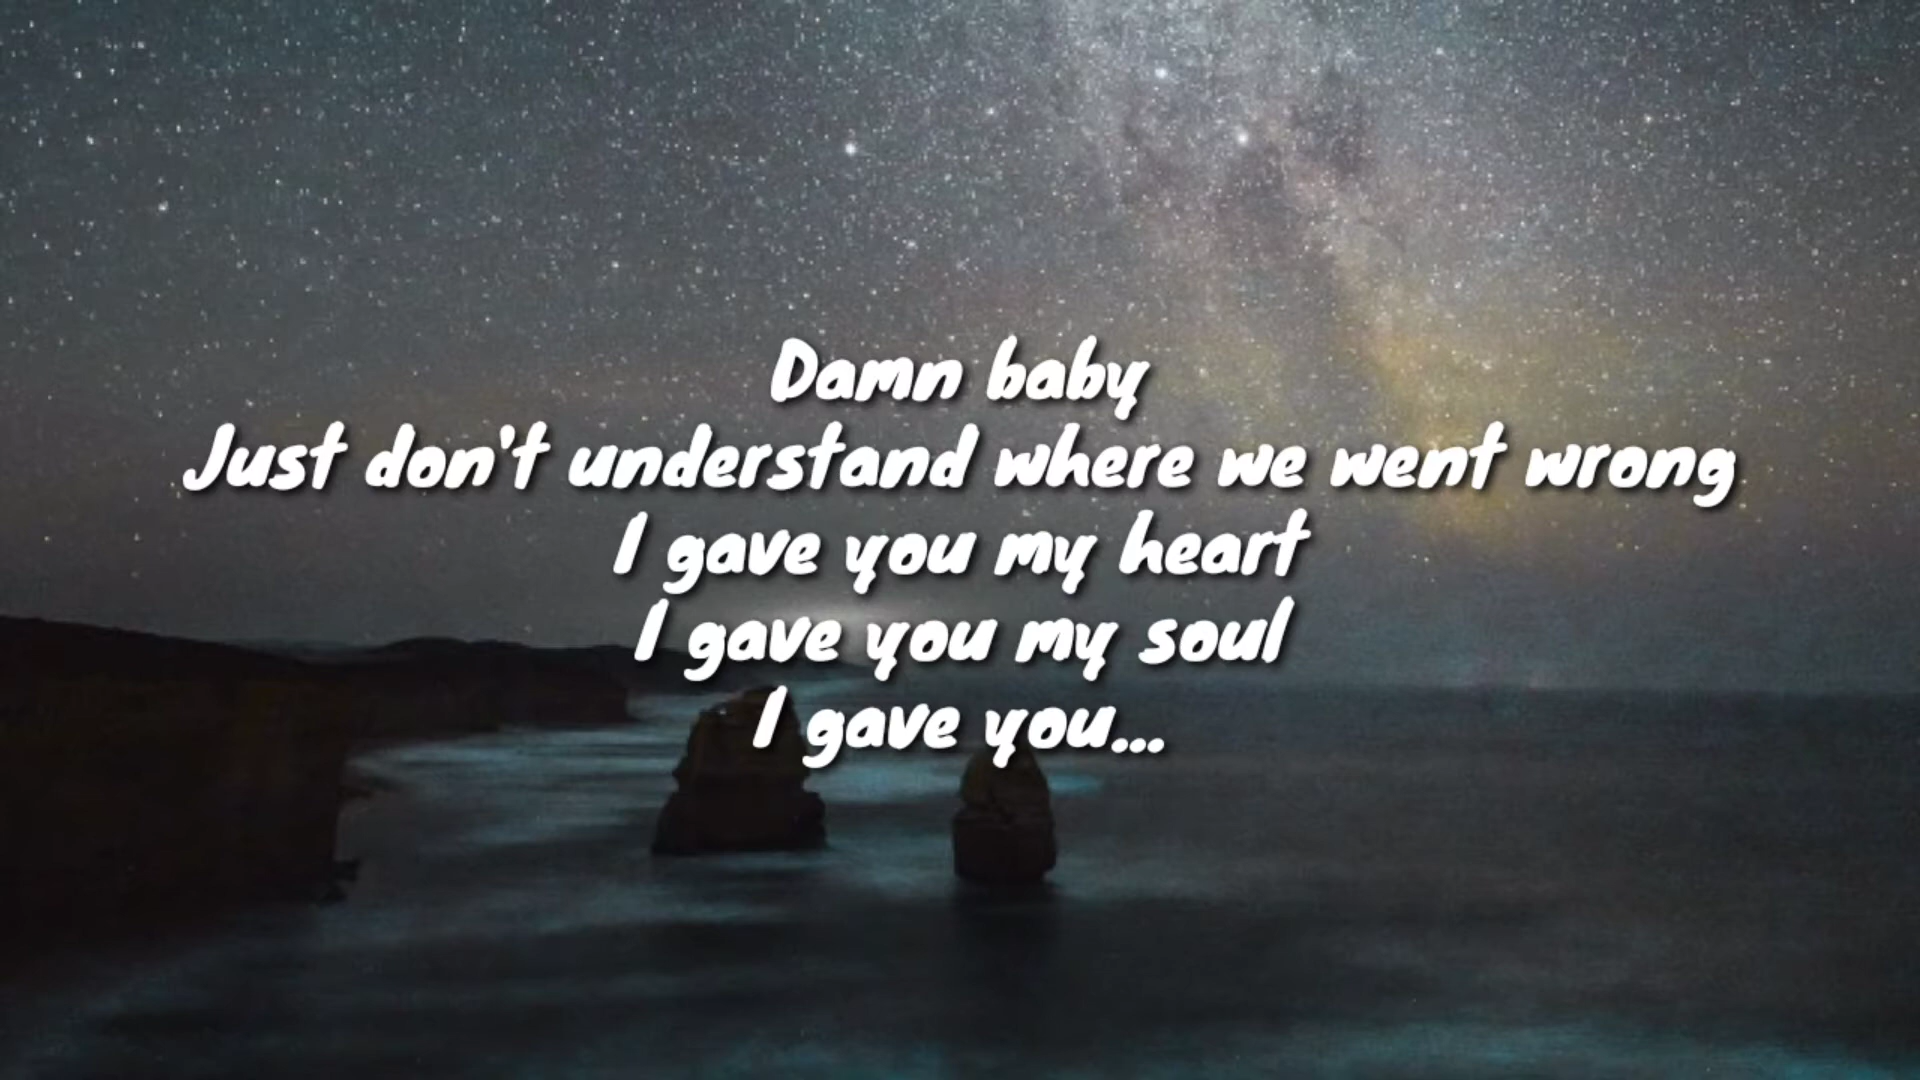 Damn baby
Just don't understand where we went wrong
I gave you my heart
I gave you my soul
I gave you...